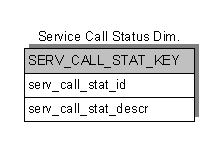 Service Call Status Dim.
SERV_CALL_STAT_KEY
serv_call_stat_id
serv_call_stat_descr